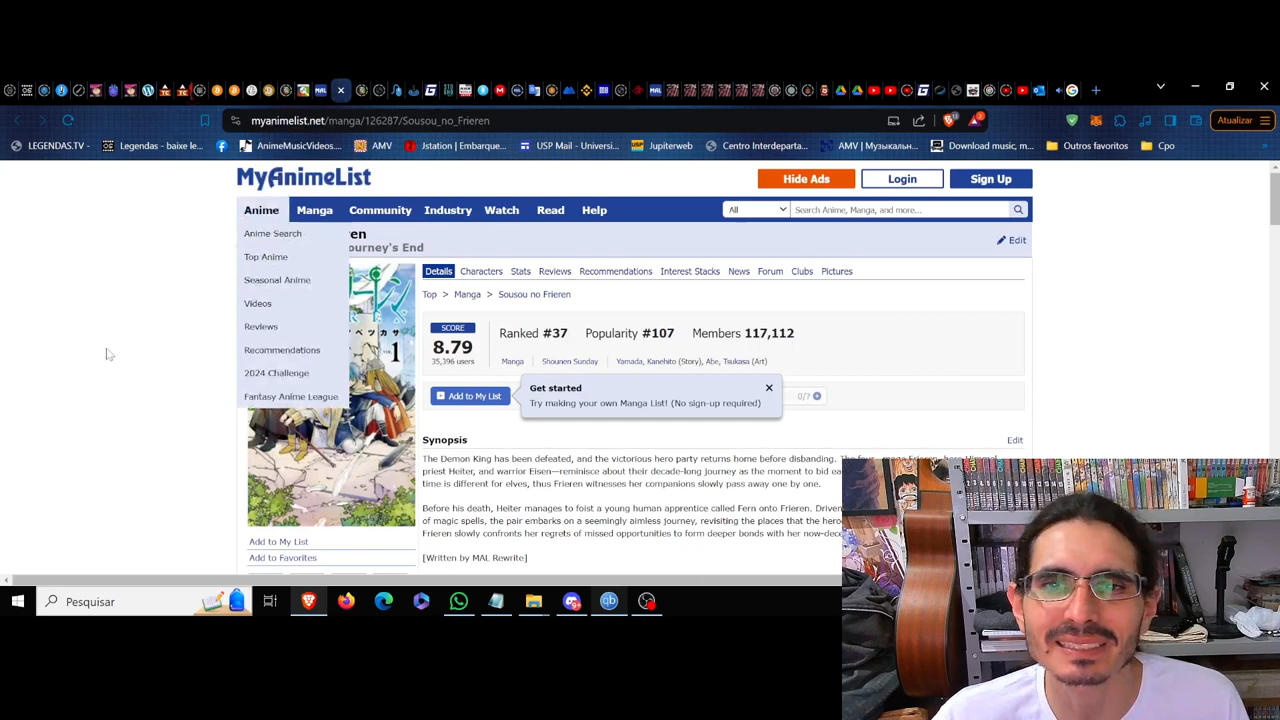 myanimelist.net/manga/126287/Sousou_no_Frieren
Atualizar
LEGENDAS.TV -
Legendas - baixe le...
AnimeMusicVideos...
AMV
Jstation | Embarque...
USP Mail - Universi...
Jupiterweb
Centro Interdeparta...
AMV | Музыкальн...
Download music, m...
Outros favoritos
Cpo
MyAnimeList
Hide Ads
Login
Sign Up
Anime
Manga
Community
Industry
Watch
Read
Help
All
Search Anime, Manga, and more...
Anime Search
Top Anime
Seasonal Anime
Videos
Reviews
Recommendations
2024 Challenge
Fantasy Anime League
ren
ourney's End
Edit
Details
Characters
Stats
Reviews
Recommendations
Interest Stacks
News
Forum
Clubs
Pictures
Top > Manga > Sousou no Frieren
SCORE
8.79
35,396 users
Ranked #37
Popularity #107
Members 117,112
Manga
Shounen Sunday
Yamada, Kanehito (Story), Abe, Tsukasa (Art)
Add to My List
Get started
Try making your own Manga List! (No sign-up required)
0/?
Synopsis
Edit
The Demon King has been defeated, and the victorious hero party returns home before disbanding. The
priest Heiter, and warrior Eisen—reminisce about their decade-long journey as the moment to bid ea
time is different for elves, thus Frieren witnesses her companions slowly pass away one by one.
Before his death, Heiter manages to foist a young human apprentice called Fern onto Frieren. Driven
of magic spells, the pair embarks on a seemingly aimless journey, revisiting the places that the hero
Frieren slowly confronts her regrets of missed opportunities to form deeper bonds with her now-dece
[Written by MAL Rewrite]
Add to My List
Add to Favorites
Pesquisar